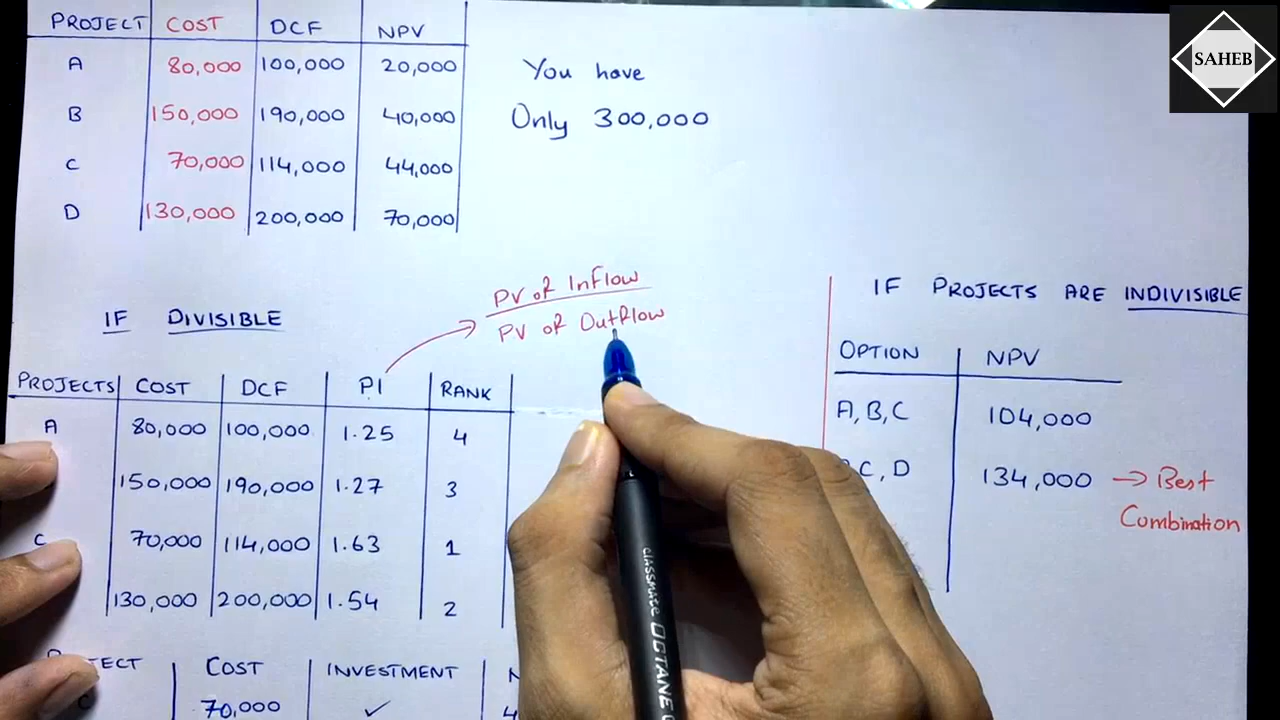 PROJECT COST DCF NPV
A 80,000 100,000 20,000
B 150,000 190,000 40,000
C 70,000 114,000 44,000
D 130,000 200,000 70,000
You have
Only 300,000
SAHEB
IF DIVISIBLE
PV of Inflow
PV of Outflow
PROJECTS COST DCF PI RANK
A 80,000 100,000 1.25 4
150,000 190,000 1.27 3
C 70,000 114,000 1.63 1
130,000 200,000 1.54 2
COST INVESTMENT
70,000 ✓
IF PROJECTS ARE INDIVISIBLE
OPTION NPV
A, B, C 104,000
C, D 134,000 → Best
Combination
classmate OCTANE